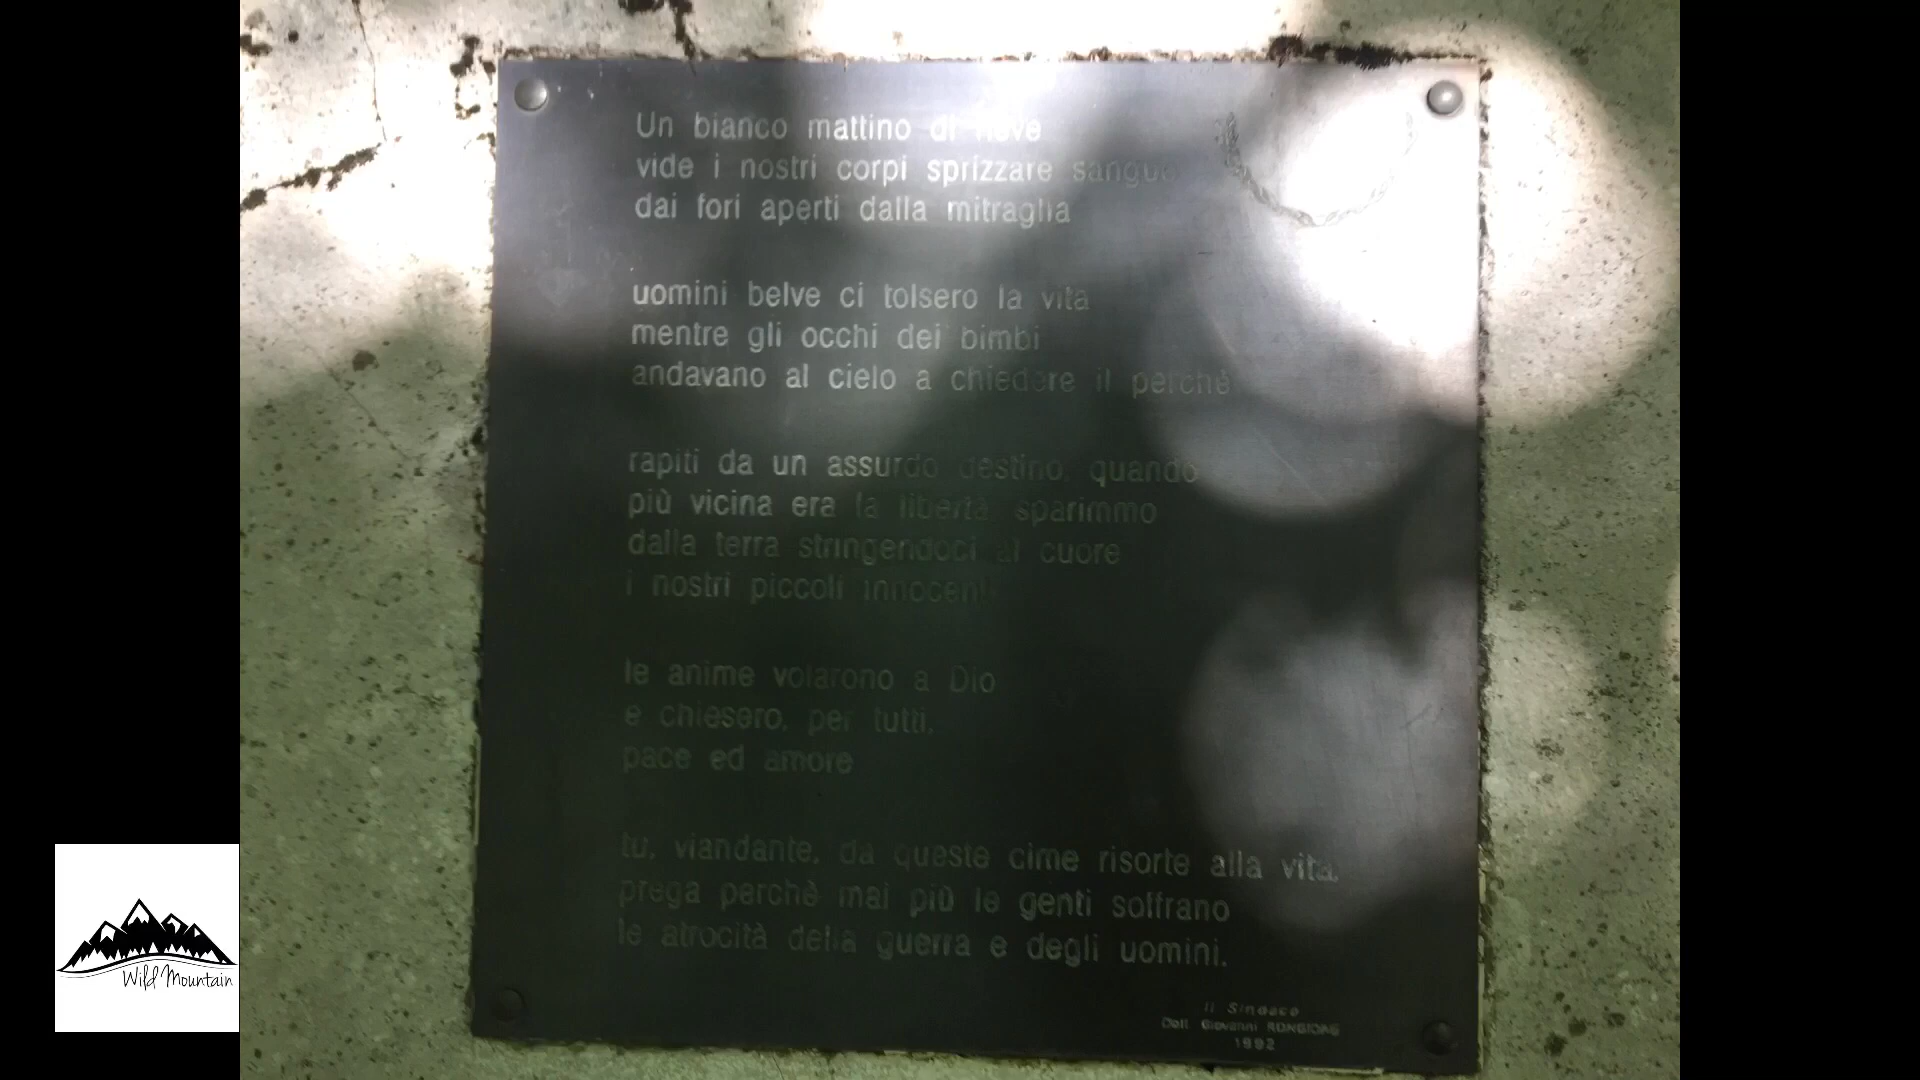 Un bianco mattino di neve
vide i nostri corpi sprizzare sangue
dai fori aperti dalla mitraglia
uomini belve ci tolsero la vita
mentre gli occhi dei bimbi
andavano al cielo a chiedere il perchè
rapiti da un assurdo destino, quando
più vicina era la libertà, sparimmo
dalla terra stringendoci al cuore
i nostri piccoli innocenti
le anime volarono a Dio
e chiesero, per tutti,
pace ed amore
tu, viandante, da queste cime risorte alla vita,
prega perchè mai più le genti soffrano
le atrocità della guerra e degli uomini.
Il Sindaco
Dott. Giovanni RONGIONE
1992
Wild Mountain